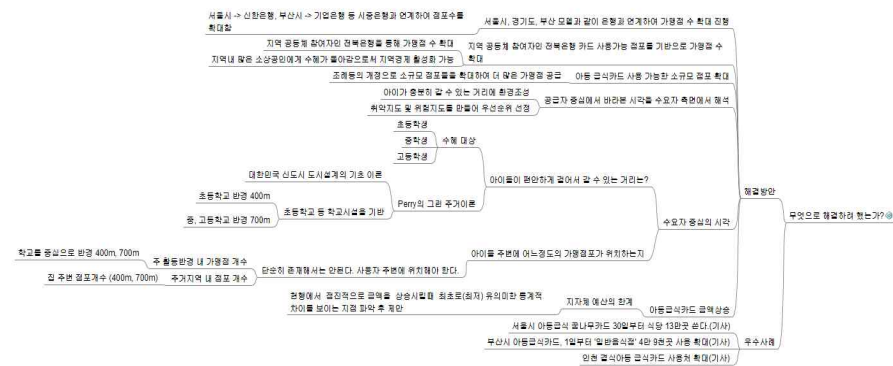 무엇으로 해결하려 했는가?
해결방안
서울시, 경기도, 부산 모델과 같이 은행과 연계하여 가맹점 수 확대 진행
서울시 -> 신한은행, 부산시 -> 기업은행 등 시중은행과 연계하여 점포수를
확대함
지역 공동체 참여자인 전북은행 카드 사용가능 점포를 기반으로 가맹점 수
확대
지역 공동체 참여자인 전북은행을 통해 가맹점 수 확대
지역내 많은 소상공인에게 수혜가 돌아감으로서 지역경제 활성화 가능
아동 급식카드 사용 가능한 소규모 점포 확대
조례등의 개정으로 소규모 점포들을 확대하여 더 많은 가맹점 공급
공급자 중심에서 바라본 시각을 수요자 측면에서 해석
아이가 충분히 갈 수 있는 거리에 환경조성
취약지도 및 위험지도를 만들어 우선순위 선정
수요자 중심의 시각
아이들이 편안하게 걸어서 갈 수 있는 거리는?
수혜 대상
초등학생
중학생
고등학생
Perry의 그린 주거이론
대한민국 신도시 도시설계의 기초 이론
초등학교 등 학교시설을 기반
초등학교 반경 400m
중, 고등학교 반경 700m
아이들 주변에 어느정도의 가맹점포가 위치하는지
단순히 존재해서는 안된다. 사용자 주변에 위치해야 한다.
주 활동반경 내 가맹점 개수
학교를 중심으로 반경 400m, 700m
주거지역 내 점포 개수
집 주변 점포개수 (400m, 700m)
아동급식카드 금액상승
지자체 예산의 한계
현행에서 점진적으로 금액을 상승시킬때 최초로(최저) 유의미한 통계적
차이를 보이는 지점 파악 후 제안
우수사례
서울시 아동급식 꿈나무카드 30일부터 식당 13만곳 쓴다.(기사)
부산시 아동급식카드, 1일부터 '일반음식점' 4만 9천곳 사용 확대(기사)
인천 결식아동 급식카드 사용처 확대(기사)